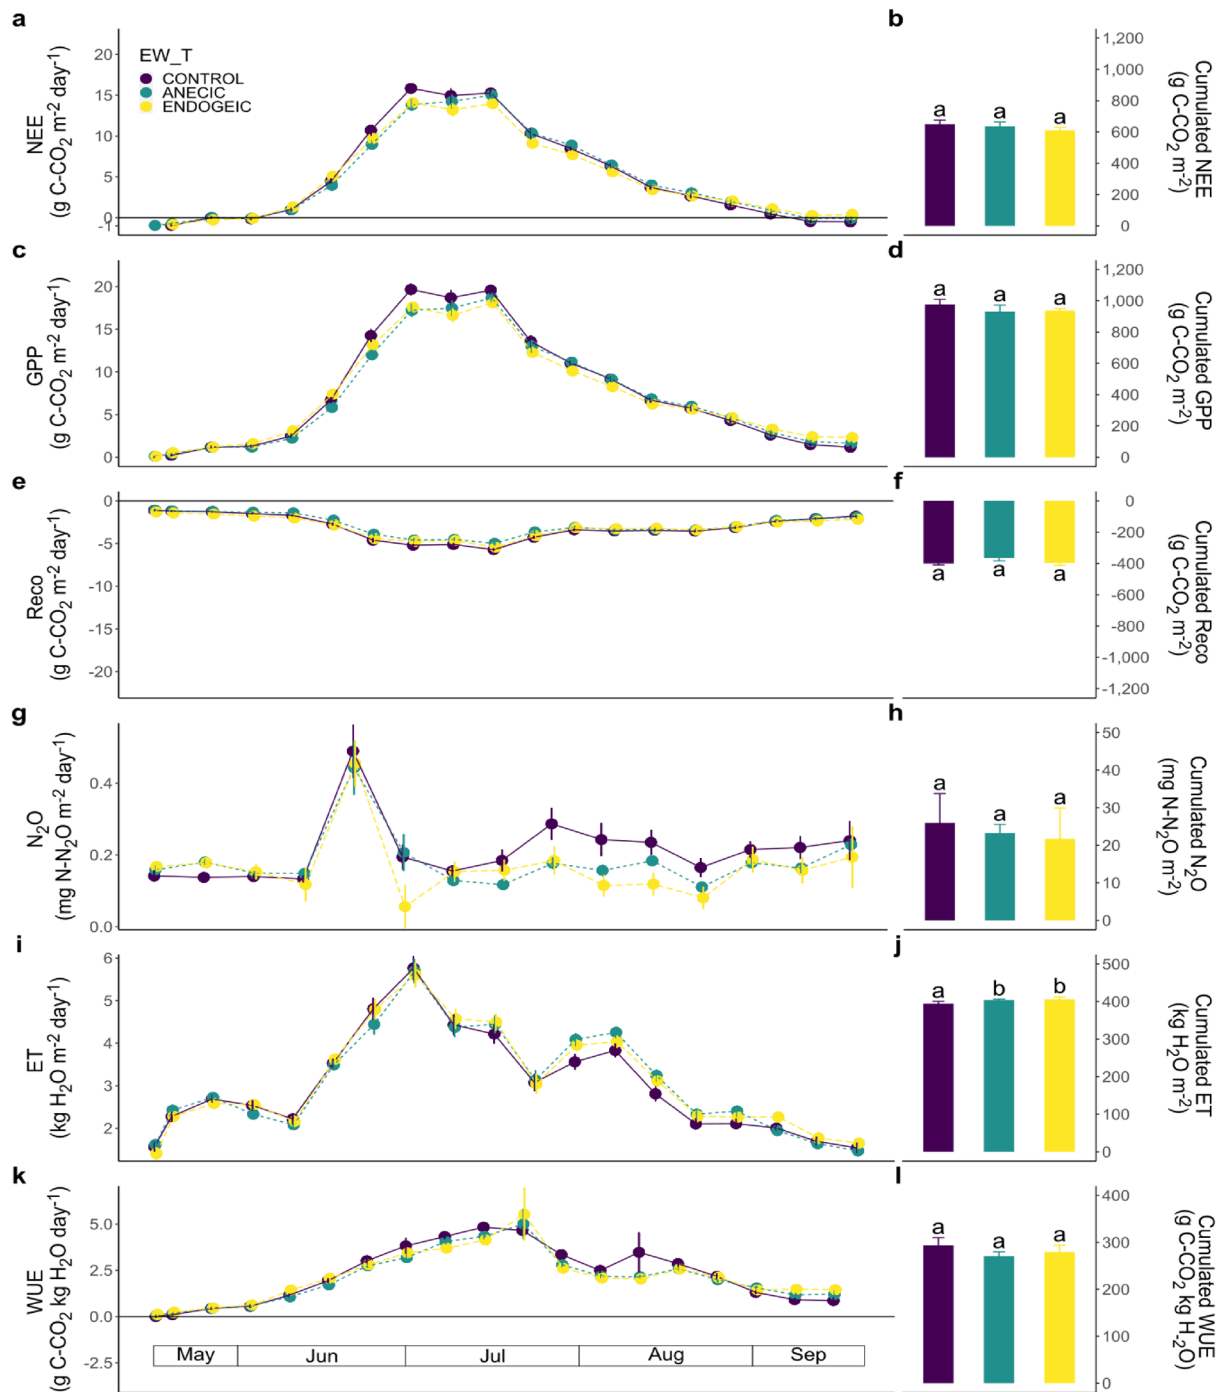 a
NEE
(g C-CO2 m-2 day-1)
20
15
10
5
0
-1
EW_T
CONTROL
ANECIC
ENDOGEIC
b
a
a
a
1,200
1,000
800
600
400
200
0
Cumulated NEE
(g C-CO2 m-2)
c
GPP
(g C-CO2 m-2 day-1)
20
15
10
5
0
d
a
a
a
1,200
1,000
800
600
400
200
0
Cumulated GPP
(g C-CO2 m-2)
e
Reco
(g C-CO2 m-2 day-1)
0
-5
-10
-15
-20
f
a
a
a
0
-200
-400
-600
-800
-1,000
-1,200
Cumulated Reco
(g C-CO2 m-2)
g
N2O
(mg N-N2O m-2 day-1)
0.4
0.2
0.0
h
a
a
a
50
40
30
20
10
0
Cumulated N2O
(mg N-N2O m-2)
i
ET
(kg H2O m-2 day-1)
6
5
4
3
2
j
a
b
b
500
400
300
200
100
0
Cumulated ET
(kg H2O m-2)
k
WUE
(g C-CO2 kg H2O day-1)
5.0
2.5
0.0
-2.5
May
Jun
Jul
Aug
Sep
l
a
a
a
400
300
200
100
0
Cumulated WUE
(g C-CO2 kg H-2O)